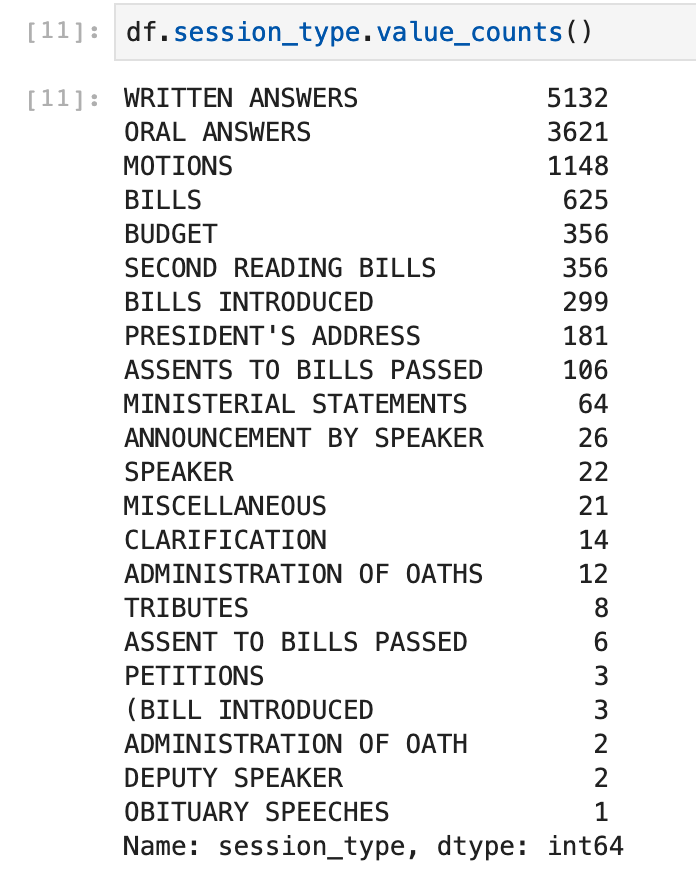 [11]: df.session_type.value_counts()
[11]: WRITTEN ANSWERS 5132
ORAL ANSWERS 3621
MOTIONS 1148
BILLS 625
BUDGET 356
SECOND READING BILLS 356
BILLS INTRODUCED 299
PRESIDENT'S ADDRESS 181
ASSENTS TO BILLS PASSED 106
MINISTERIAL STATEMENTS 64
ANNOUNCEMENT BY SPEAKER 26
SPEAKER 22
MISCELLANEOUS 21
CLARIFICATION 14
ADMINISTRATION OF OATHS 12
TRIBUTES 8
ASSENT TO BILLS PASSED 6
PETITIONS 3
(BILL INTRODUCED 3
ADMINISTRATION OF OATH 2
DEPUTY SPEAKER 2
OBITUARY SPEECHES 1
Name: session_type, dtype: int64